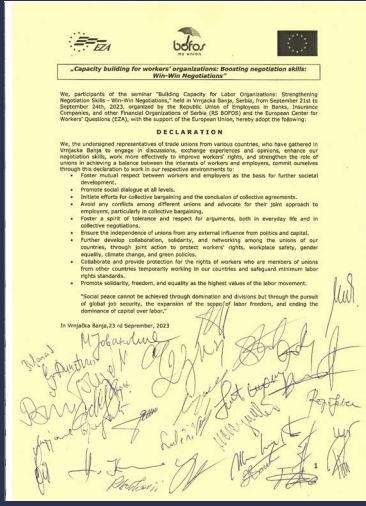 EZA
bofos
my union
„Capacity building for workers' organizations: Boosting negotiation skills:
Win-Win Negotiations"
We, participants of the seminar "Building Capacity for Labor Organizations: Strengthening
Negotiation Skills - Win-Win Negotiations," held in Vrnjacka Banja, Serbia, from September 21st to
September 24th, 2023, organized by the Republic Union of Employees in Banks, Insurance
Companies, and other Financial Organizations of Serbia (RS BOFOS) and the European Center for
Workers' Questions (EZA), with the support of the European Union, hereby adopt the following:
D E C L A R A T I O N
We, the undersigned representatives of trade unions from various countries, who have gathered in
Vrnjacka Banja to engage in discussions, exchange experiences and opinions, enhance our
negotiation skills, work more effectively to improve workers' rights, and strengthen the role of
unions in achieving a balance between the interests of workers and employers, commit ourselves
through this declaration to work in our respective environments to:
• Foster mutual respect between workers and employers as the basis for further societal
development.
• Promote social dialogue at all levels.
• Initiate efforts for collective bargaining and the conclusion of collective agreements.
• Avoid any conflicts among different unions and advocate for their joint approach to
employers, particularly in collective bargaining.
• Foster a spirit of tolerance and respect for arguments, both in everyday life and in
collective negotiations.
• Ensure the independence of unions from any external influence from politics and capital.
• Further develop collaboration, solidarity, and networking among the unions of our
countries, through joint action to protect workers' rights, workplace safety, gender
equality, climate change, and green policies.
• Collaborate and provide protection for the rights of workers who are members of unions
from other countries temporarily working in our countries and safeguard minimum labor
rights standards.
• Promote solidarity, freedom, and equality as the highest values of the labor movement.
"Social peace cannot be achieved through domination and divisions but through the pursuit
of global job security, the expansion of the scope of labor freedom, and ending the
dominance of capital over labor."
In Vrnjačka Banja,23 rd September, 2023
1